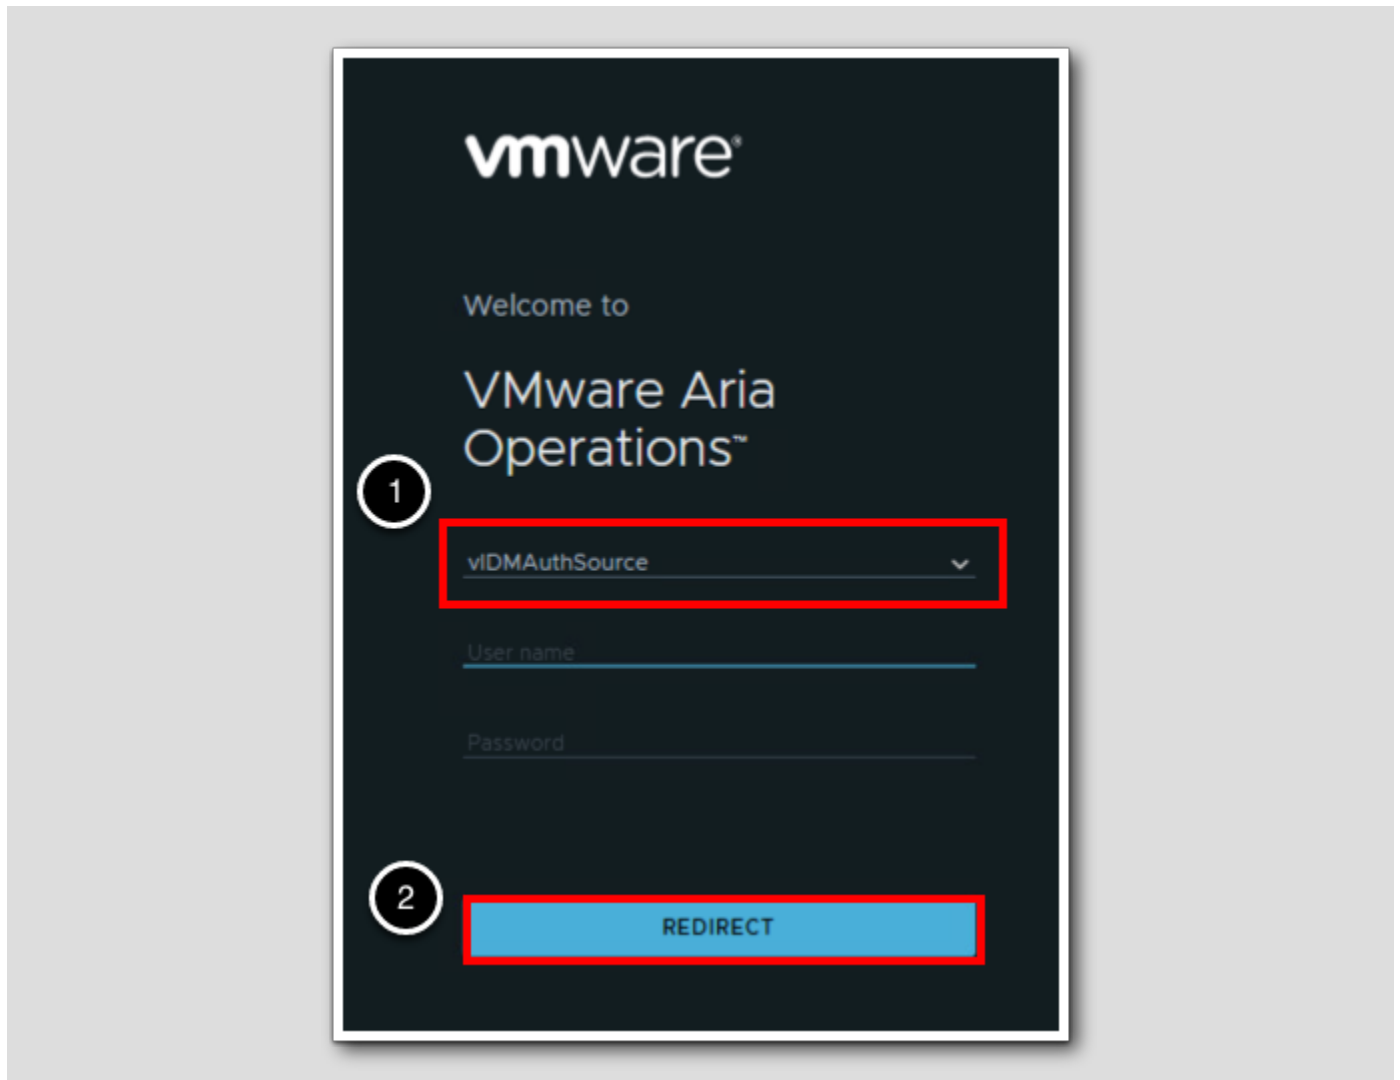 vmware®
Welcome to
VMware Aria
Operations™
1
vIDMAuthSource
User name
Password
2
REDIRECT